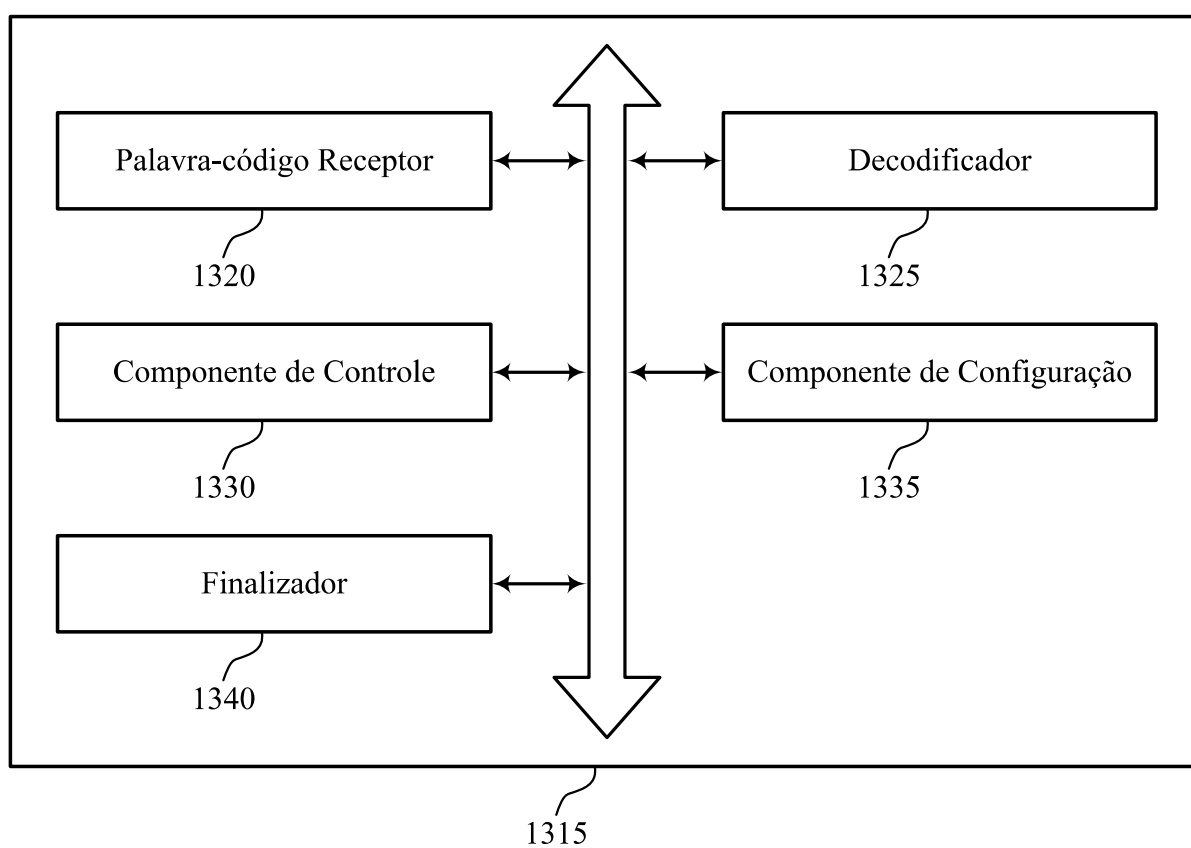 Palavra-código Receptor
1320
Decodificador
1325
Componente de Controle
1330
Componente de Configuração
1335
Finalizador
1340
1315